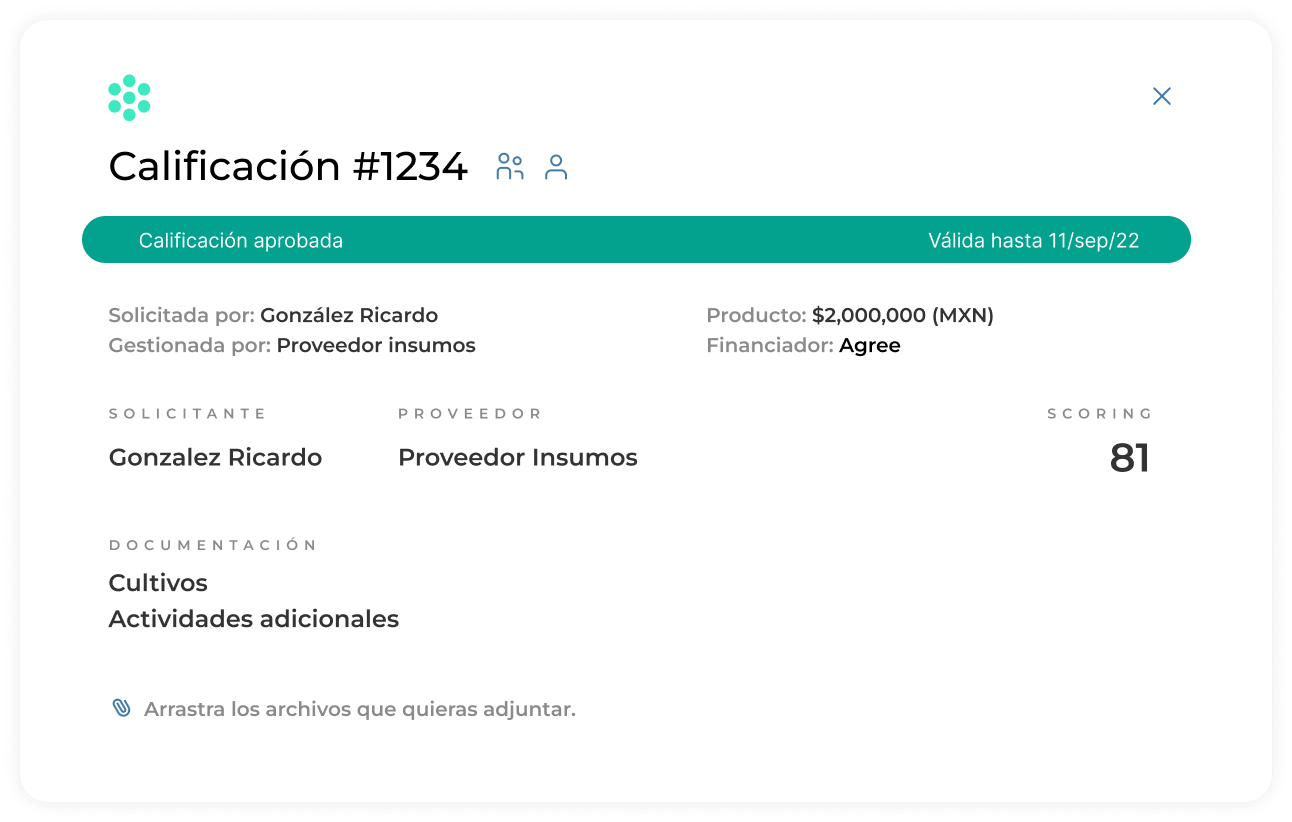 Calificación #1234
Calificación aprobada Válida hasta 11/sep/22
Solicitada por: González Ricardo
Gestionada por: Proveedor insumos
Producto: $2,000,000 (MXN)
Financiador: Agree
SOLICITANTE
Gonzalez Ricardo
PROVEEDOR
Proveedor Insumos
SCORING
81
DOCUMENTACIÓN
Cultivos
Actividades adicionales
Arrastra los archivos que quieras adjuntar.